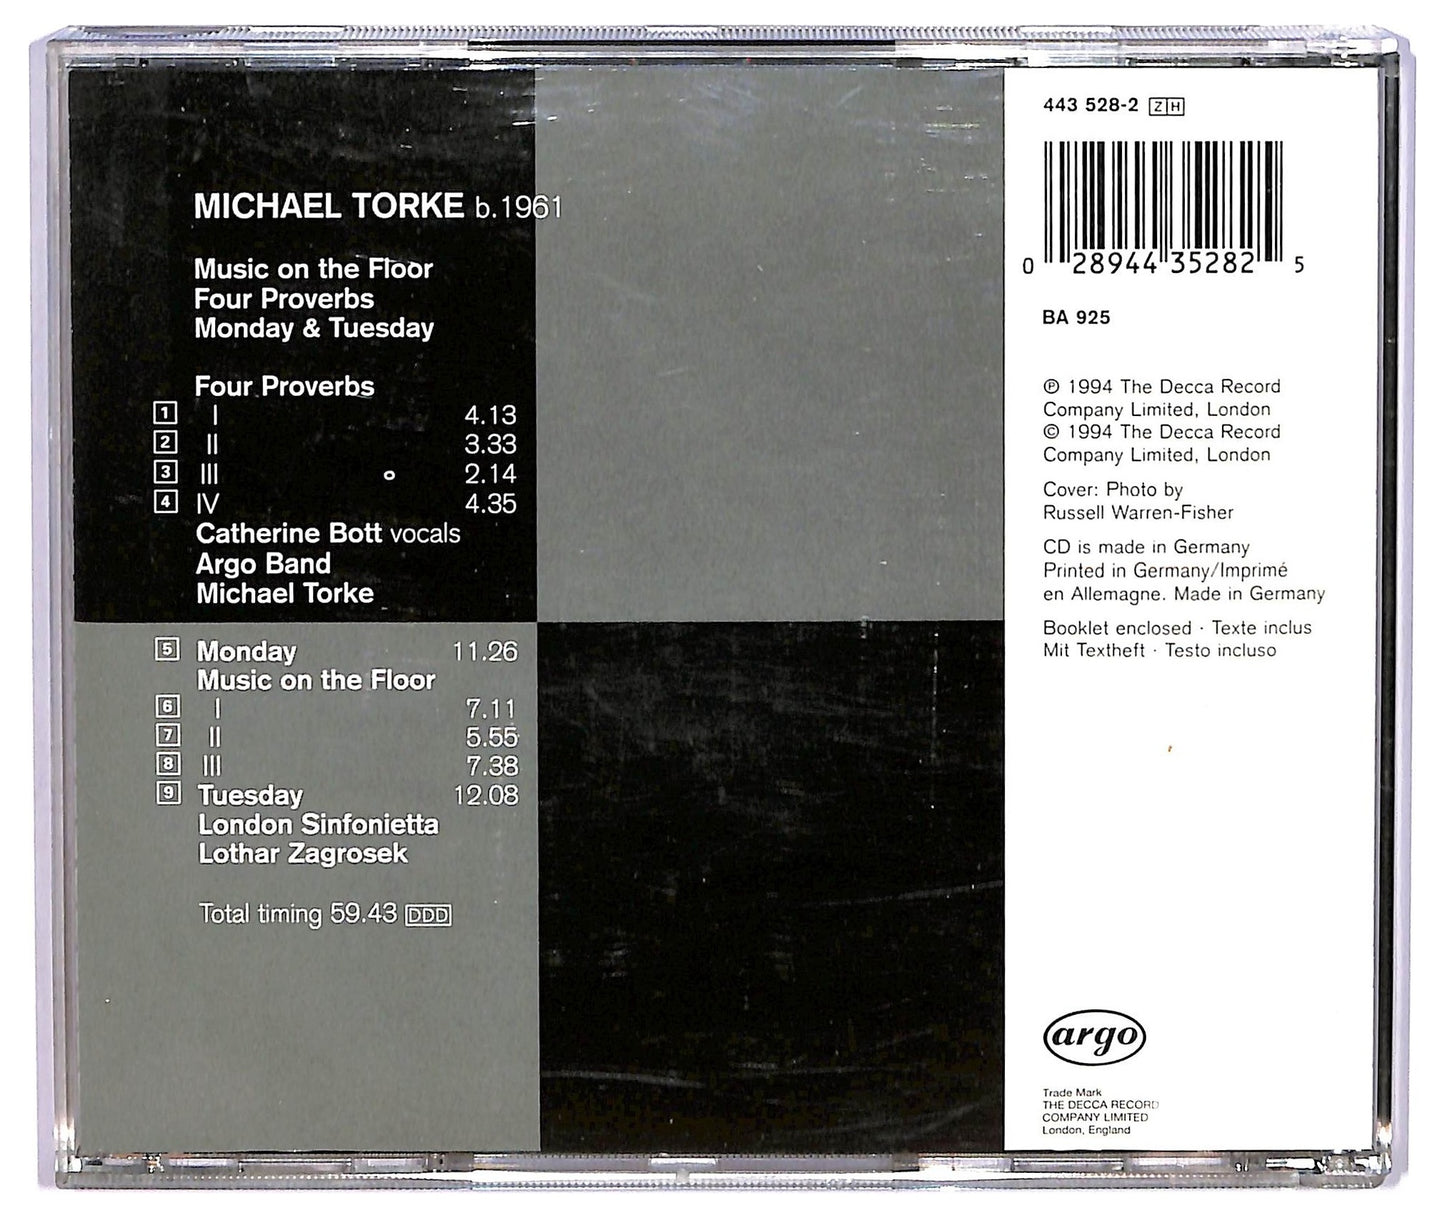 MICHAEL TORKE b.1961
Music on the Floor
Four Proverbs
Monday & Tuesday
Four Proverbs
1 I 4.13
2 II 3.33
3 III 2.14
4 IV 4.35
Catherine Bott vocals
Argo Band
Michael Torke
5 Monday 11.26
Music on the Floor
6 I 7.11
7 II 5.55
8 III 7.38
9 Tuesday 12.08
London Sinfonietta
Lothar Zagrosek
Total timing 59.43 DDD
443 528-2 ZH
0 28944 35282 5
BA 925
℗ 1994 The Decca Record
Company Limited, London
© 1994 The Decca Record
Company Limited, London
Cover: Photo by
Russell Warren-Fisher
CD is made in Germany
Printed in Germany/Imprimé
en Allemagne. Made in Germany
Booklet enclosed · Texte inclus
Mit Textheft · Testo incluso
argo
Trade Mark
THE DECCA RECORD
COMPANY LIMITED
London, England